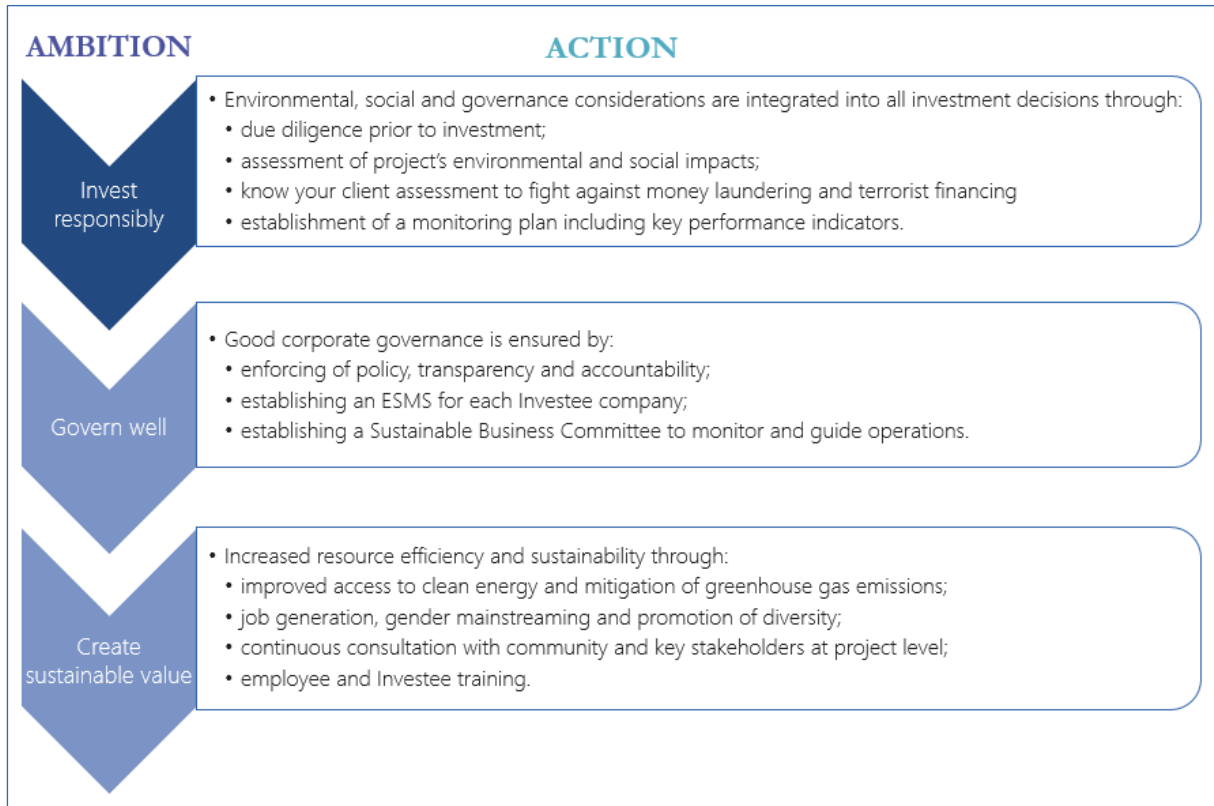 AMBITION
ACTION
Invest
responsibly
• Environmental, social and governance considerations are integrated into all investment decisions through:
• due diligence prior to investment;
• assessment of project's environmental and social impacts;
• know your client assessment to fight against money laundering and terrorist financing
• establishment of a monitoring plan including key performance indicators.
Govern well
• Good corporate governance is ensured by:
• enforcing of policy, transparency and accountability;
• establishing an ESMS for each Investee company;
• establishing a Sustainable Business Committee to monitor and guide operations.
Create
sustainable value
• Increased resource efficiency and sustainability through:
• improved access to clean energy and mitigation of greenhouse gas emissions;
• job generation, gender mainstreaming and promotion of diversity;
• continuous consultation with community and key stakeholders at project level;
• employee and Investee training.